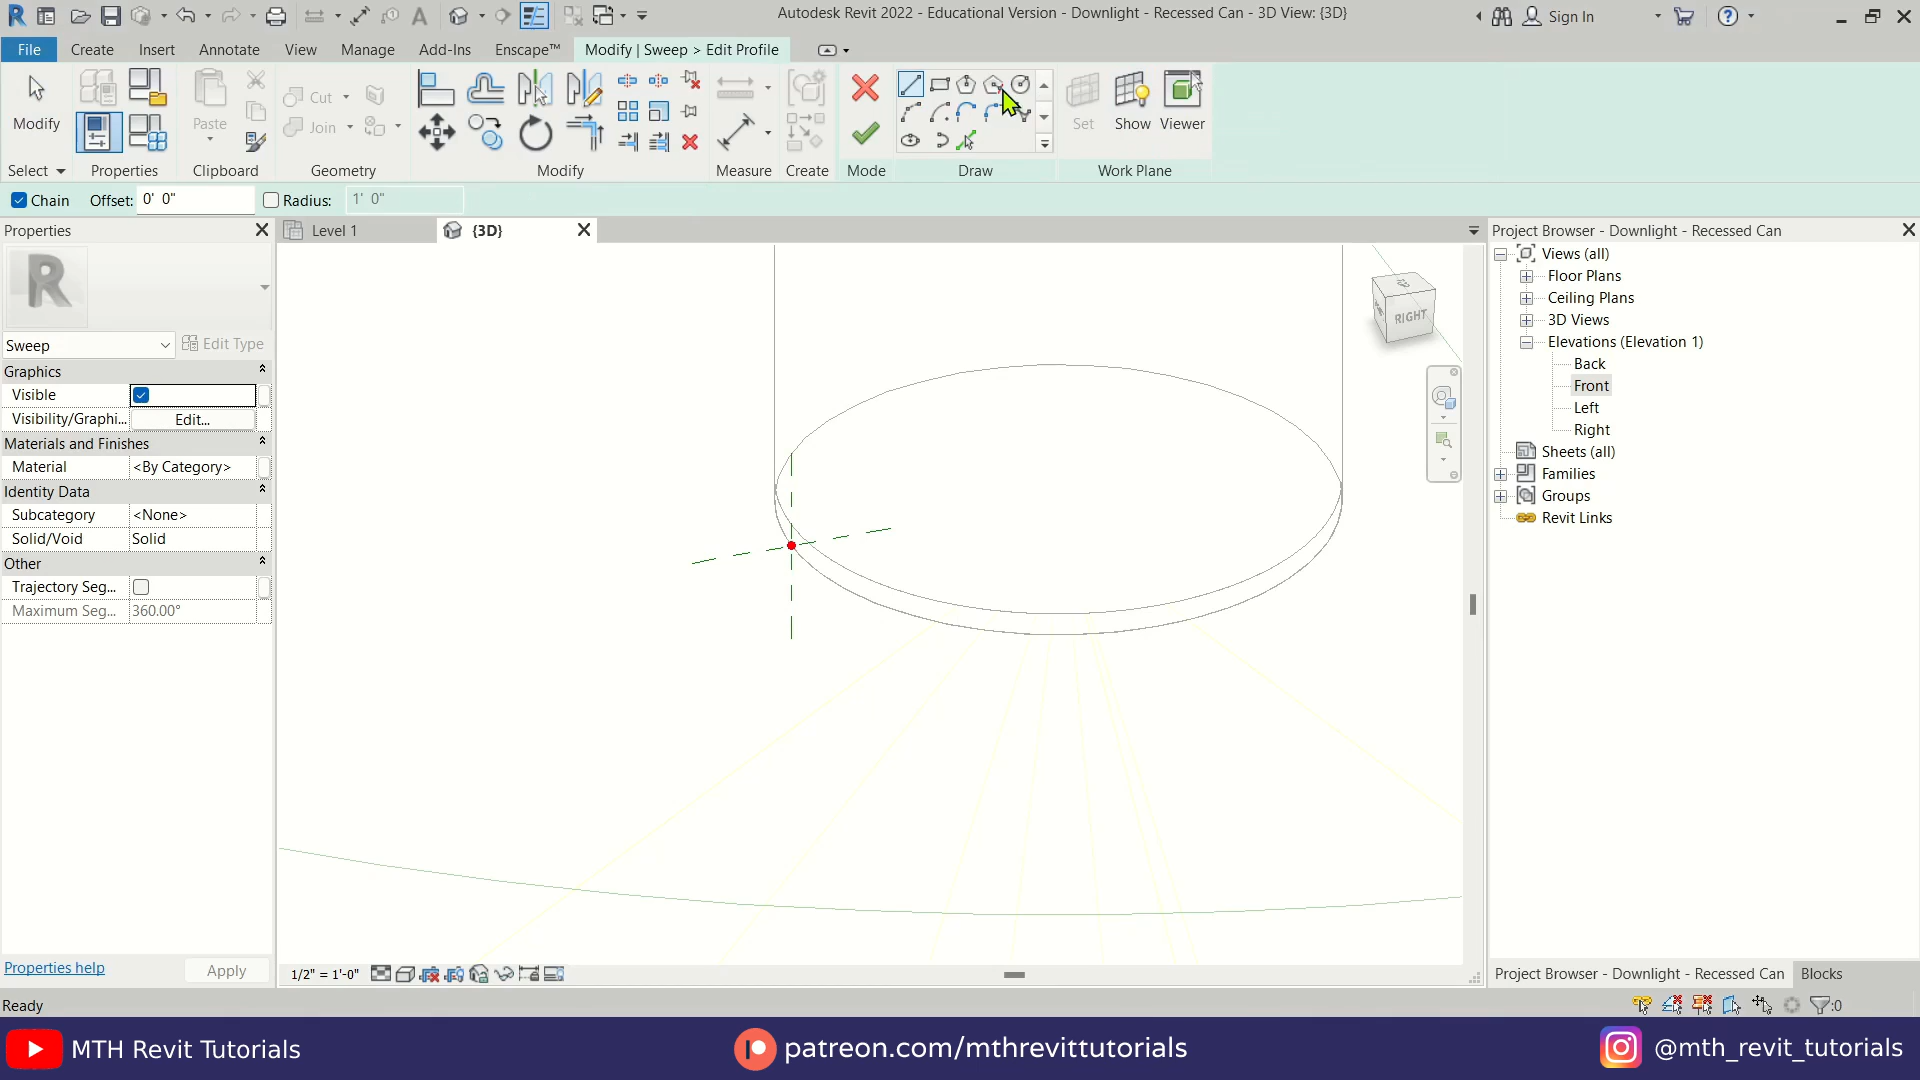 Autodesk Revit 2022 - Educational Version - Downlight - Recessed Can - 3D View: {3D}
Sign In
File Create Insert Annotate View Manage Add-Ins Enscape™ Modify | Sweep > Edit Profile
Modify Paste Cut Join Set Show Viewer
Select Properties Clipboard Geometry Modify Measure Create Mode Draw Work Plane
Chain Offset: 0' 0" Radius: 1' 0"
Properties
Level 1
{3D}
Project Browser - Downlight - Recessed Can
Sweep
Edit Type
Graphics
Visible
Visibility/Graphi... Edit...
Materials and Finishes
Material <By Category>
Identity Data
Subcategory <None>
Solid/Void Solid
Other
Trajectory Seg...
Maximum Seg... 360.00°
Properties help
Apply
RIGHT
Views (all)
Floor Plans
Ceiling Plans
3D Views
Elevations (Elevation 1)
Back
Front
Left
Right
Sheets (all)
Families
Groups
Revit Links
1/2" = 1'-0"
Project Browser - Downlight - Recessed Can Blocks
Ready
:0
MTH Revit Tutorials
patreon.com/mthrevittutorials
@mth_revit_tutorials